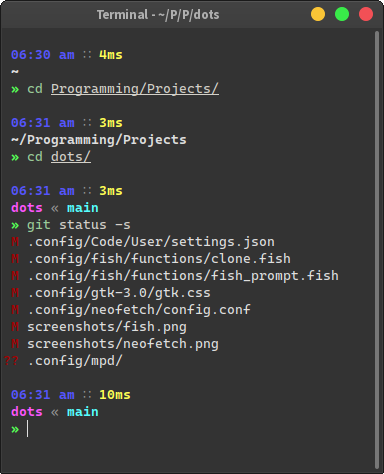 Terminal - ~/P/P/dots
06:30 am :: 4ms
~
» cd Programming/Projects/
06:31 am :: 3ms
~/Programming/Projects
» cd dots/
06:31 am :: 3ms
dots « main
» git status -s
M .config/Code/User/settings.json
M .config/fish/functions/clone.fish
M .config/fish/functions/fish_prompt.fish
M .config/gtk-3.0/gtk.css
M .config/neofetch/config.conf
M screenshots/fish.png
M screenshots/neofetch.png
?? .config/mpd/
06:31 am :: 10ms
dots « main
»